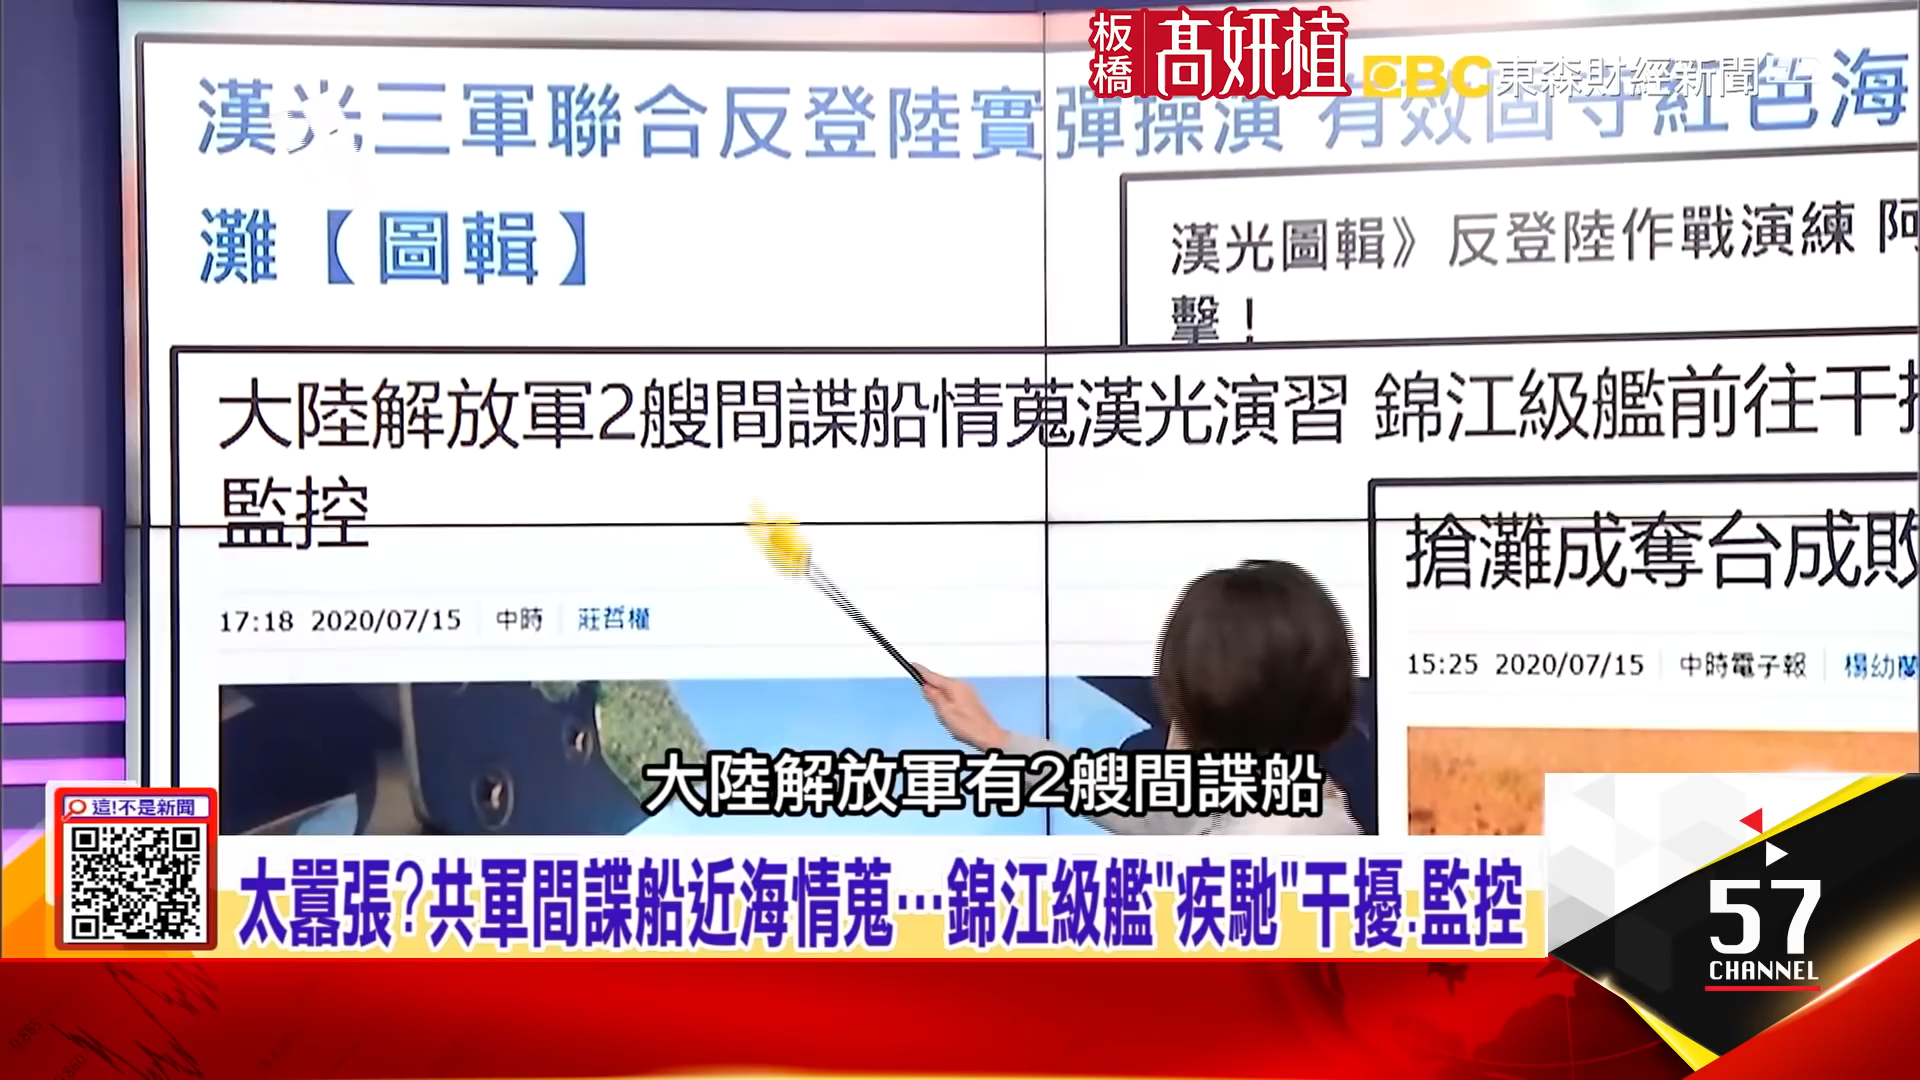 板橋
高妍植
EBC東森財經新聞
漢光三軍聯合反登陸實彈操演 有效固守紅色海
灘【圖輯】
漢光圖輯》反登陸作戰演練 阿
擊！
大陸解放軍2艘間諜船情蒐漢光演習 錦江級艦前往干擾
監控
17:18 2020/07/15 中時 莊哲權
搶灘成奪台成敗
15:25 2020/07/15 中時電子報 楊幼蘭
大陸解放軍有2艘間諜船
這!不是新聞
太囂張?共軍間諜船近海情蒐…錦江級艦"疾馳"干擾.監控
57
CHANNEL